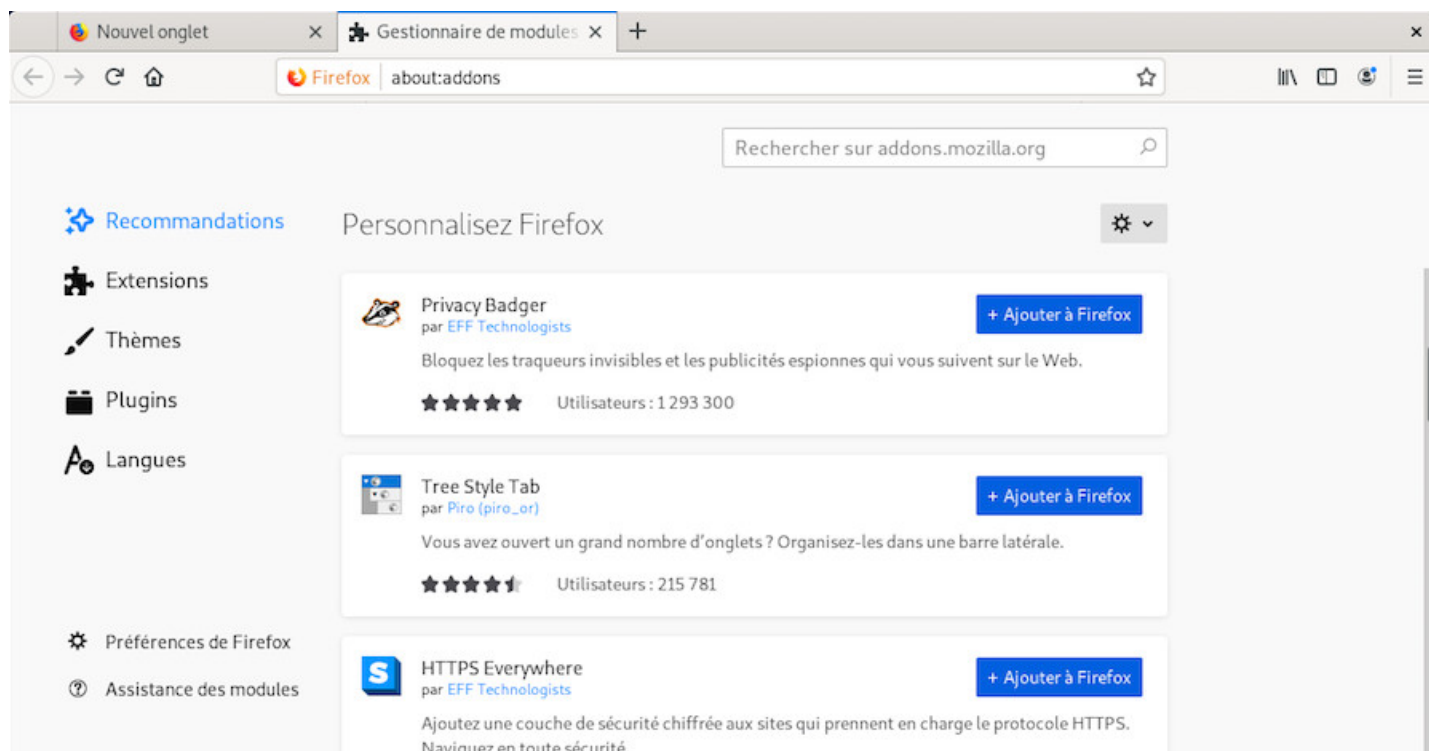 Nouvel onglet
Gestionnaire de modules
Firefox
about:addons
Rechercher sur addons.mozilla.org
Recommandations
Extensions
Thèmes
Plugins
Langues
Préférences de Firefox
Assistance des modules
Personnalisez Firefox
Privacy Badger
par EFF Technologists
+ Ajouter à Firefox
Bloquez les traqueurs invisibles et les publicités espionnes qui vous suivent sur le Web.
Utilisateurs : 1 293 300
Tree Style Tab
par Piro (piro_or)
+ Ajouter à Firefox
Vous avez ouvert un grand nombre d’onglets ? Organisez-les dans une barre latérale.
Utilisateurs : 215 781
S
HTTPS Everywhere
par EFF Technologists
+ Ajouter à Firefox
Ajoutez une couche de sécurité chiffrée aux sites qui prennent en charge le protocole HTTPS.
Naviguez en toute sécurité